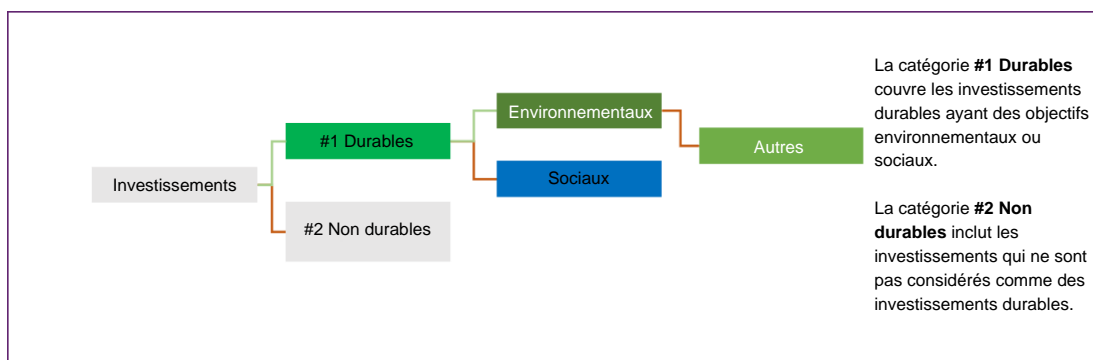 Investissements
#1 Durables
#2 Non durables
Environnementaux
Sociaux
Autres
La catégorie #1 Durables
couvre les investissements
durables ayant des objectifs
environnementaux ou
sociaux.
La catégorie #2 Non
durables inclut les
investissements qui ne sont
pas considérés comme des
investissements durables.